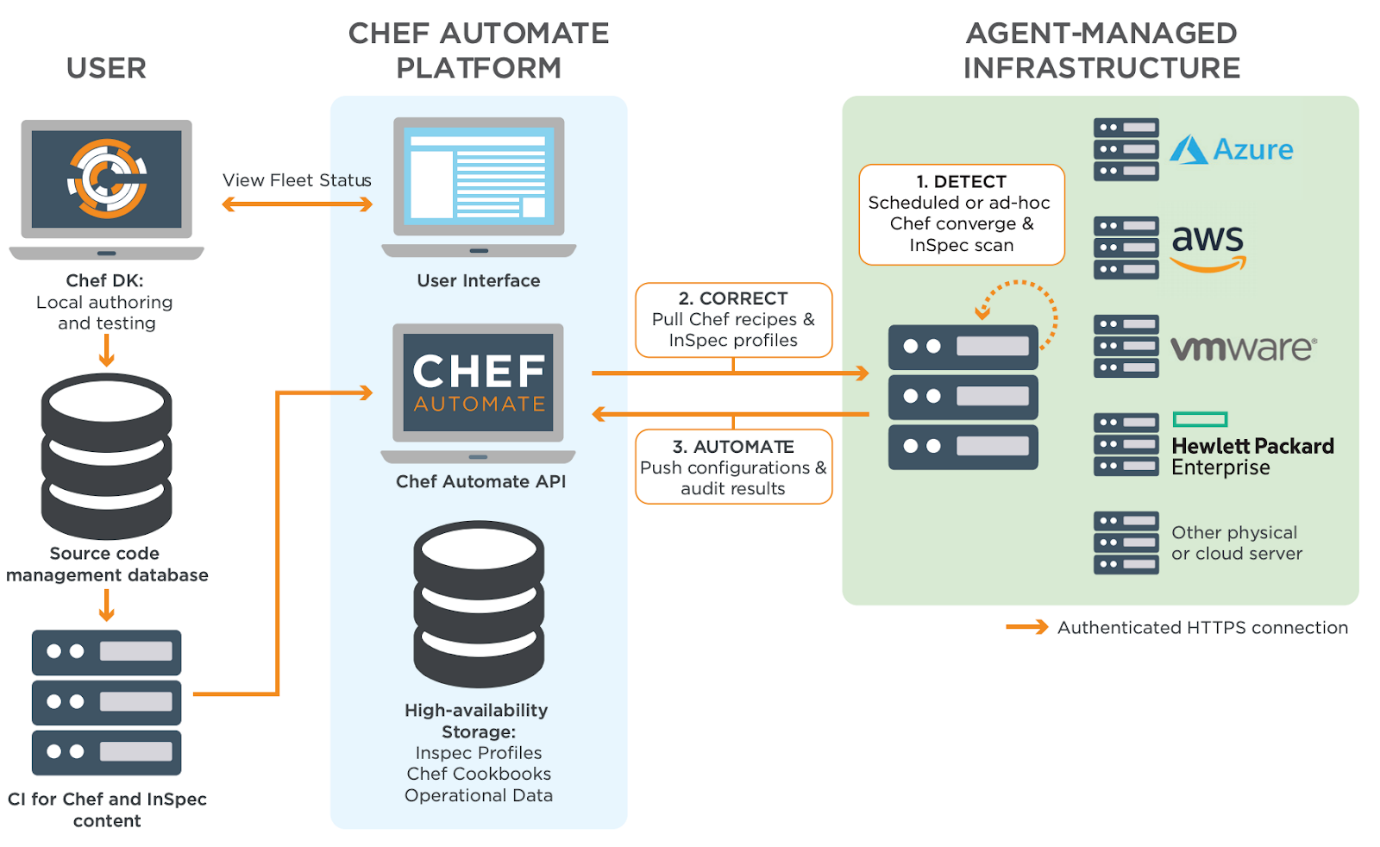 USER
CHEF AUTOMATE
PLATFORM
AGENT-MANAGED
INFRASTRUCTURE
View Fleet Status
Chef DK:
Local authoring
and testing
Source code
management database
CI for Chef and InSpec
content
User Interface
CHEF
AUTOMATE
Chef Automate API
High-availability
Storage:
Inspec Profiles
Chef Cookbooks
Operational Data
2. CORRECT
Pull Chef recipes &
InSpec profiles
3. AUTOMATE
Push configurations &
audit results
1. DETECT
Scheduled or ad-hoc
Chef converge &
InSpec scan
Azure
aws
vmware®
Hewlett Packard
Enterprise
Other physical
or cloud server
Authenticated HTTPS connection